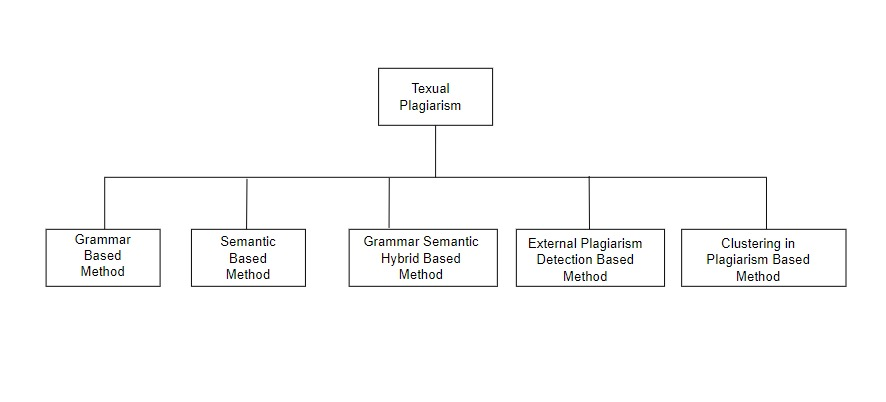 Texual
Plagiarism
Grammar
Based
Method
Semantic
Based
Method
Grammar Semantic
Hybrid Based
Method
External Plagiarism
Detection Based
Method
Clustering in
Plagiarism Based
Method